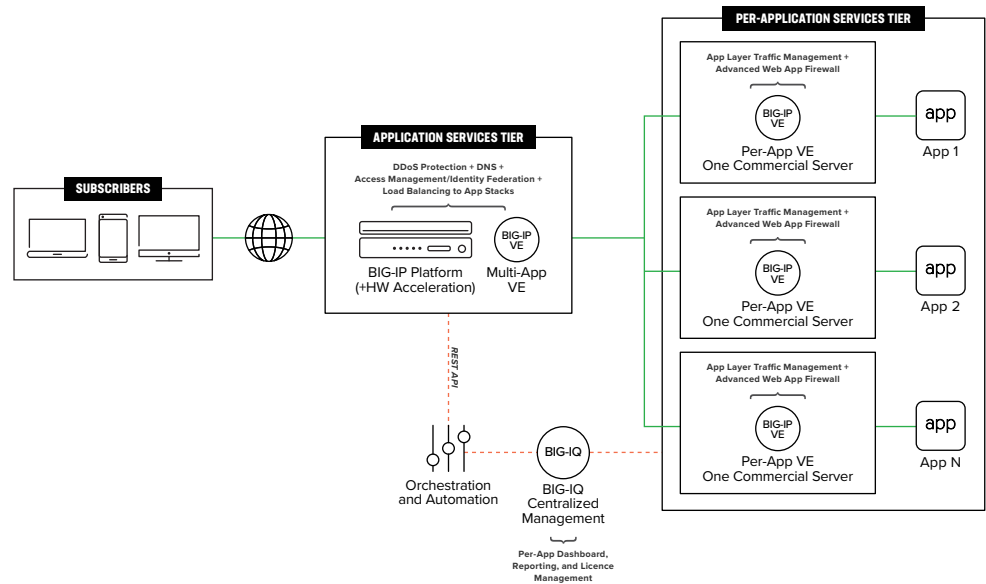 SUBSCRIBERS
APPLICATION SERVICES TIER
DDoS Protection + DNS +
Access Management/Identity Federation +
Load Balancing to App Stacks
BIG-IP Platform
(+HW Acceleration)
BIG-IP
VE
Multi-App
VE
REST API
Orchestration
and Automation
BIG-IQ
BIG-IQ
Centralized
Management
Per-App Dashboard,
Reporting, and Licence
Management
PER-APPLICATION SERVICES TIER
App Layer Traffic Management +
Advanced Web App Firewall
BIG-IP
VE
Per-App VE
One Commercial Server
app
App 1
App Layer Traffic Management +
Advanced Web App Firewall
BIG-IP
VE
Per-App VE
One Commercial Server
app
App 2
App Layer Traffic Management +
Advanced Web App Firewall
BIG-IP
VE
Per-App VE
One Commercial Server
app
App N